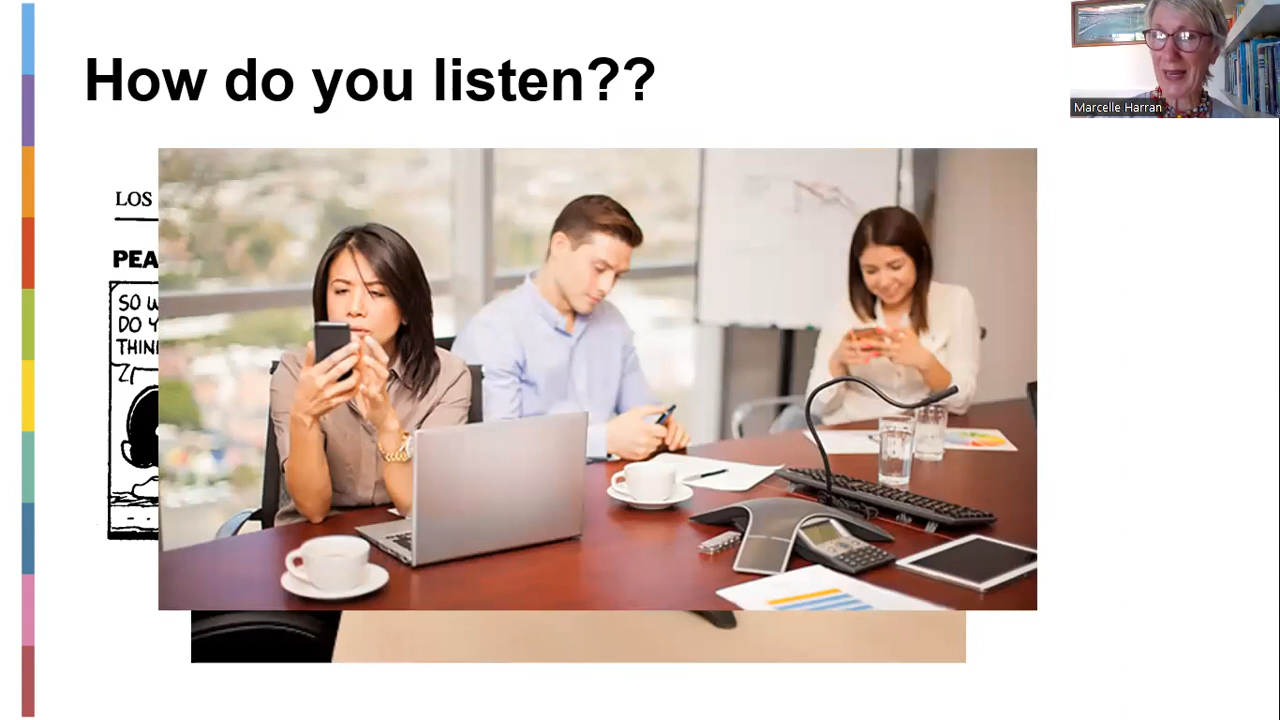 How do you listen??
Marcelle Harran
LOS
PEA
SO
DO Y
THIN